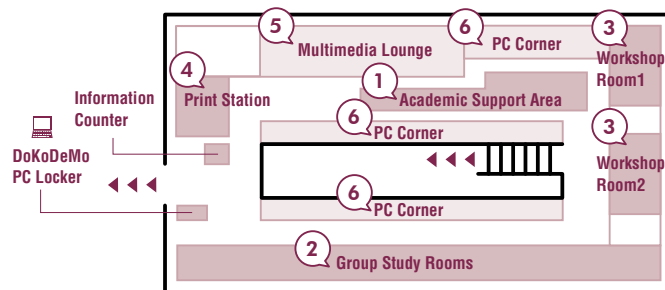 5
Multimedia Lounge
6
PC Corner
3
Workshop
Room1
4
Print Station
1
Academic Support Area
Information
Counter
6
PC Corner
DoKoDeMo
PC Locker
3
Workshop
Room2
6
PC Corner
2
Group Study Rooms